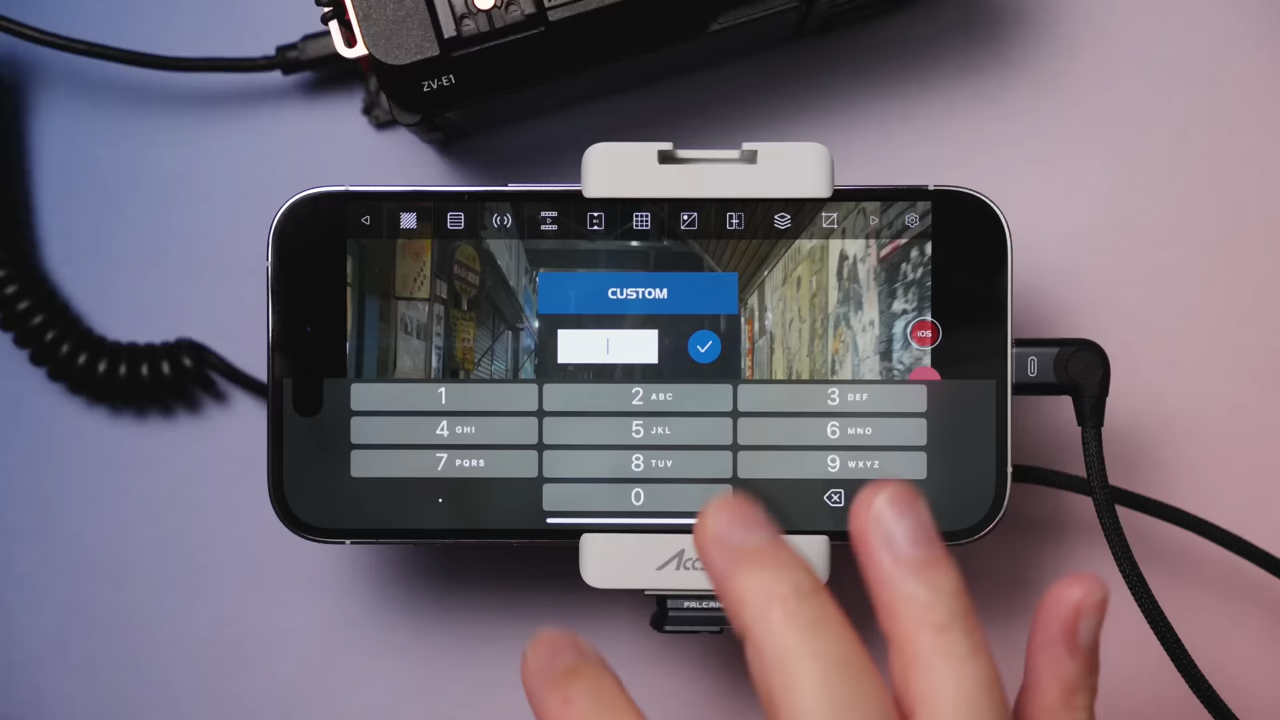 ZV-E1
CUSTOM
iOS
1
2 ABC
3 DEF
4 GHI
5 JKL
6 MNO
7 PQRS
8 TUV
9 WXYZ
.
0